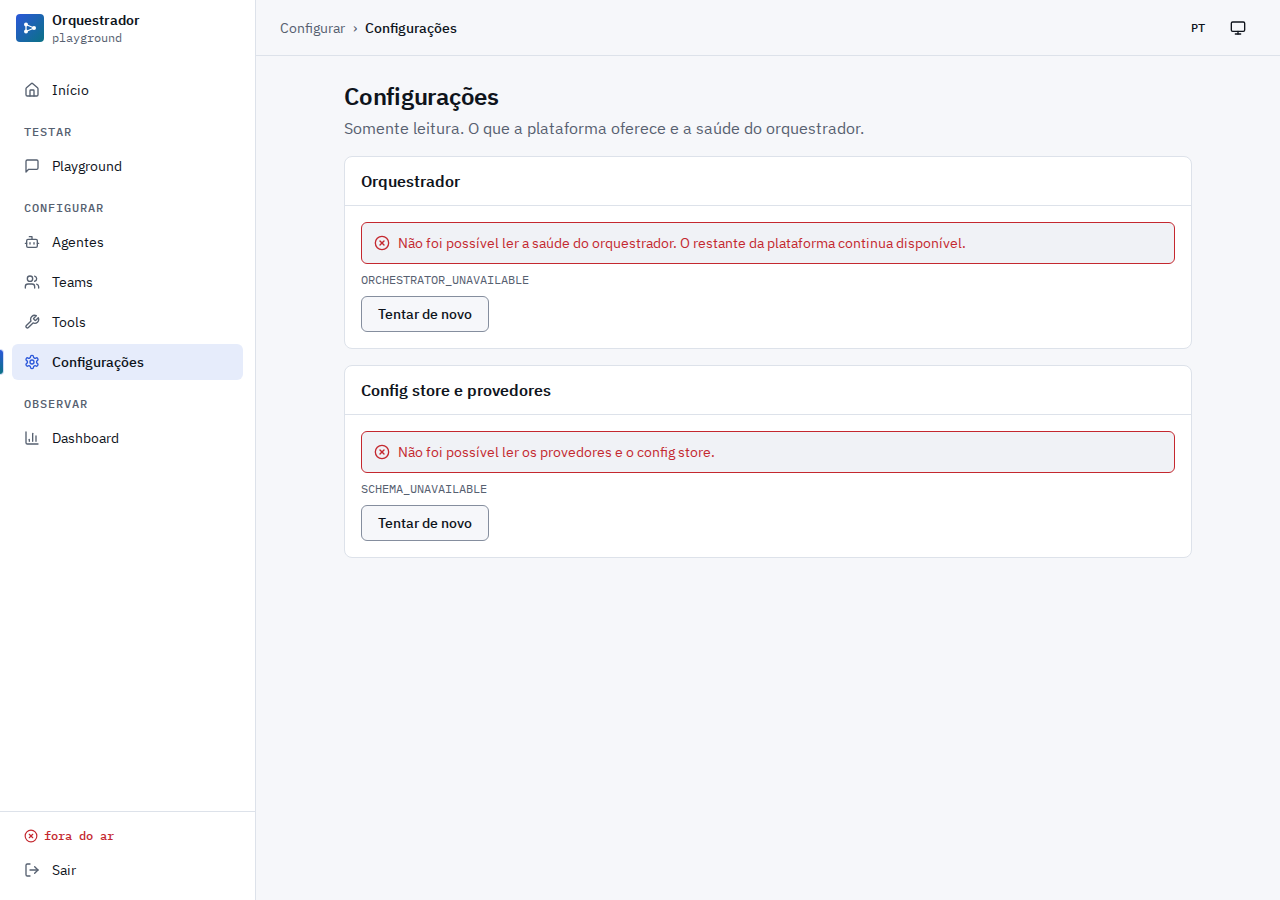 Orquestrador
playground
Início
TESTAR
Playground
CONFIGURAR
Agentes
Teams
Tools
Configurações
OBSERVAR
Dashboard
fora do ar
Sair
Configurar › Configurações
PT
Configurações
Somente leitura. O que a plataforma oferece e a saúde do orquestrador.
Orquestrador
Não foi possível ler a saúde do orquestrador. O restante da plataforma continua disponível.
ORCHESTRATOR_UNAVAILABLE
Tentar de novo
Config store e provedores
Não foi possível ler os provedores e o config store.
SCHEMA_UNAVAILABLE
Tentar de novo